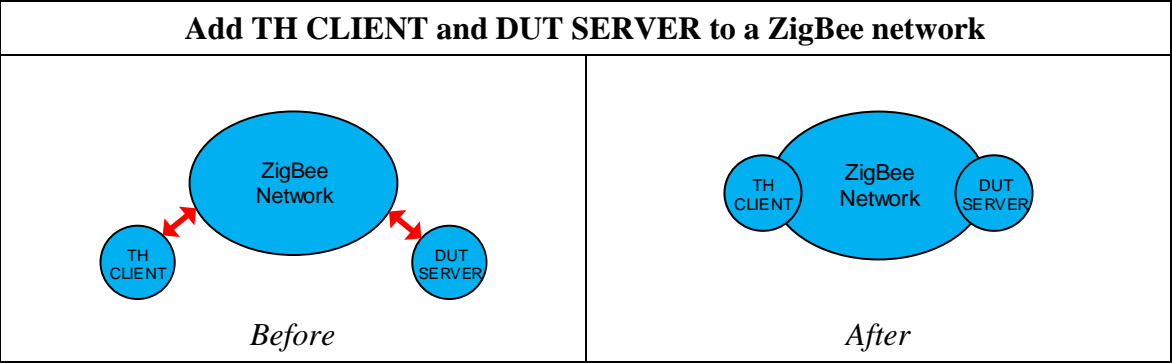 Add TH CLIENT and DUT SERVER to a ZigBee network
ZigBee
Network
TH
CLIENT
DUT
SERVER
Before
ZigBee
Network
TH
CLIENT
DUT
SERVER
After